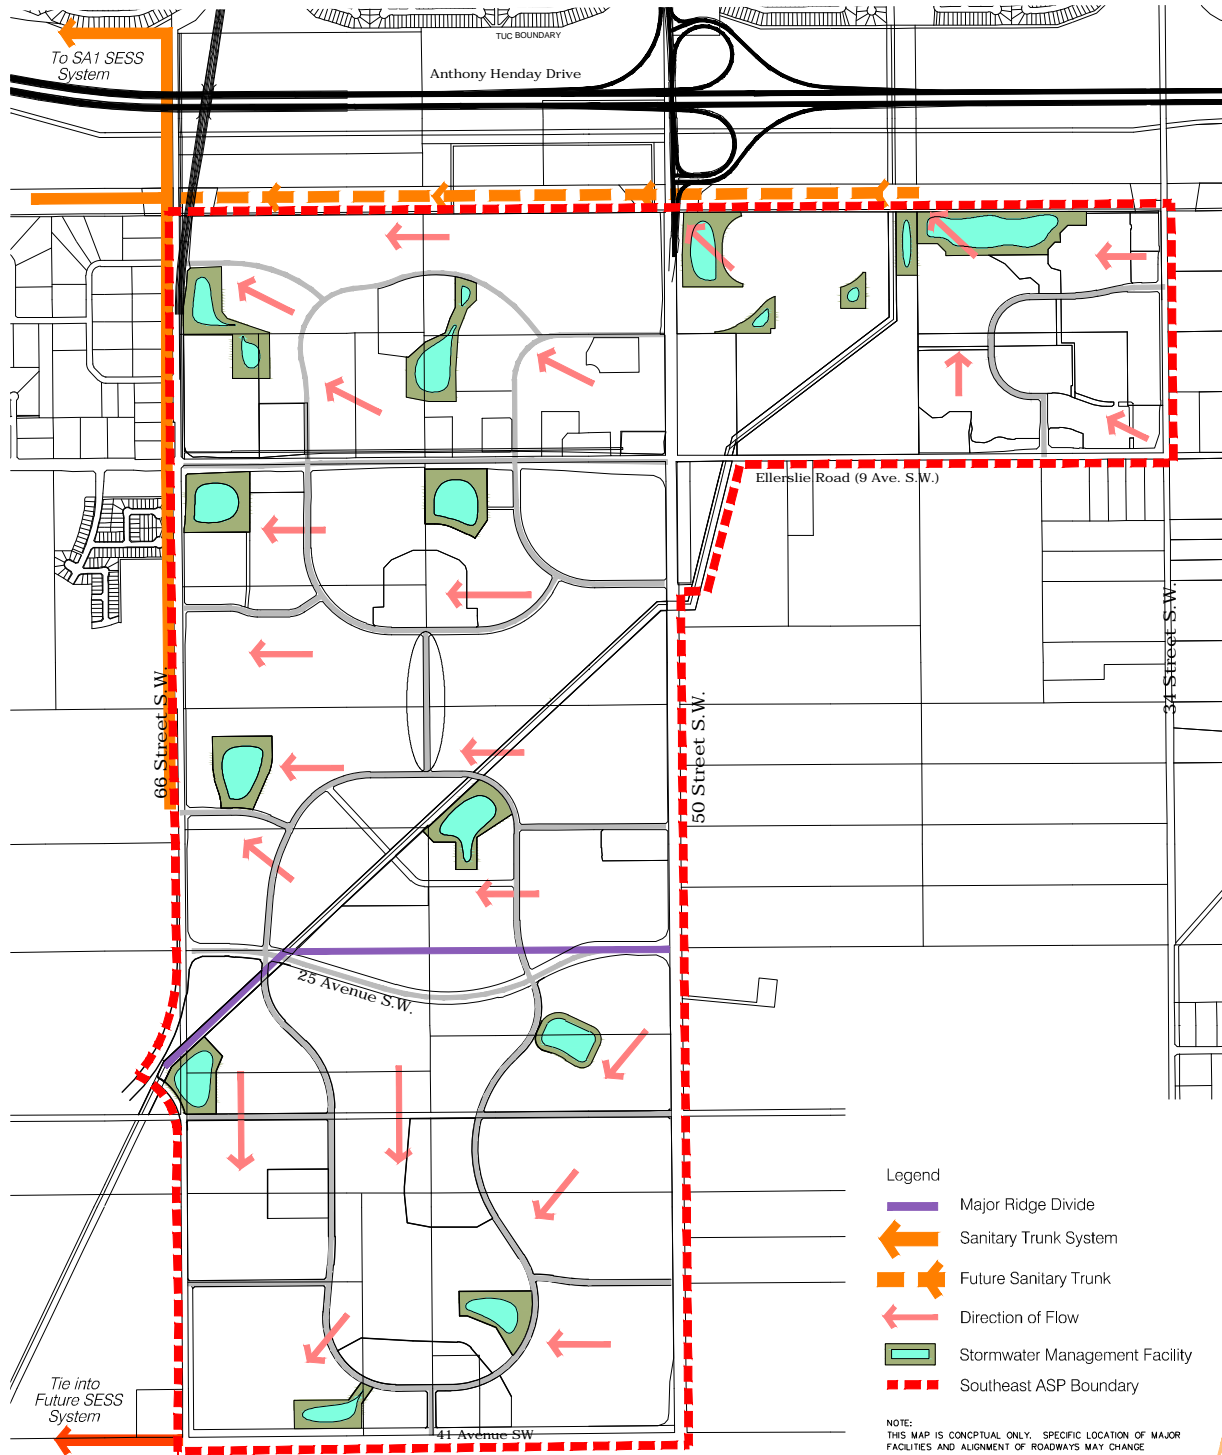 TUC BOUNDARY
To SA1 SESS
System
Anthony Henday Drive
Ellerslie Road (9 Ave. S.W.)
66 Street S.W.
50 Street S.W.
34 Street S.W.
25 Avenue S.W.
Legend
Major Ridge Divide
Sanitary Trunk System
Future Sanitary Trunk
Direction of Flow
Stormwater Management Facility
Southeast ASP Boundary
Tie into
Future SESS
System
41 Avenue SW
NOTE:
THIS MAP IS CONCPTUAL ONLY. SPECIFIC LOCATION OF MAJOR
FACILITIES AND ALIGNMENT OF ROADWAYS MAY CHANGE